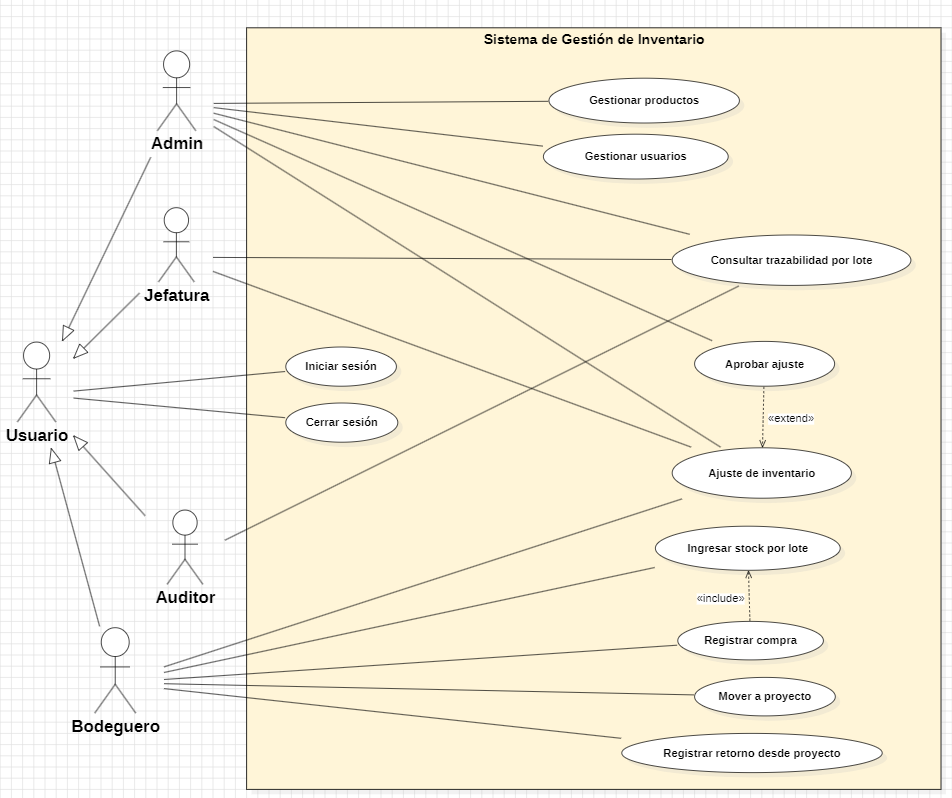 Sistema de Gestión de Inventario
Admin
Gestionar productos
Gestionar usuarios
Jefatura
Consultar trazabilidad por lote
Usuario
Iniciar sesión
Cerrar sesión
Aprobar ajuste
«extend»
Ajuste de inventario
Auditor
Ingresar stock por lote
«include»
Registrar compra
Bodeguero
Mover a proyecto
Registrar retorno desde proyecto